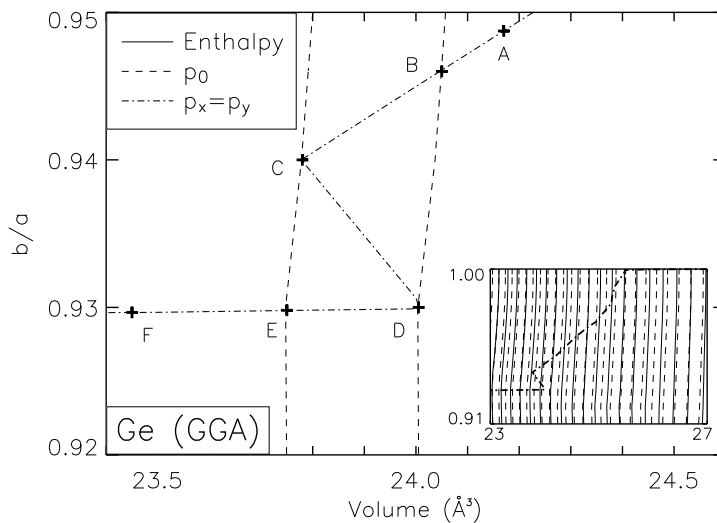 0.95
Enthalpy
p₀
pₓ=p_y
B
A
0.94
C
b/a
1.00
0.93
F
E
D
Ge (GGA)
0.91
23
27
0.92
23.5
24.0
24.5
Volume (Å³)